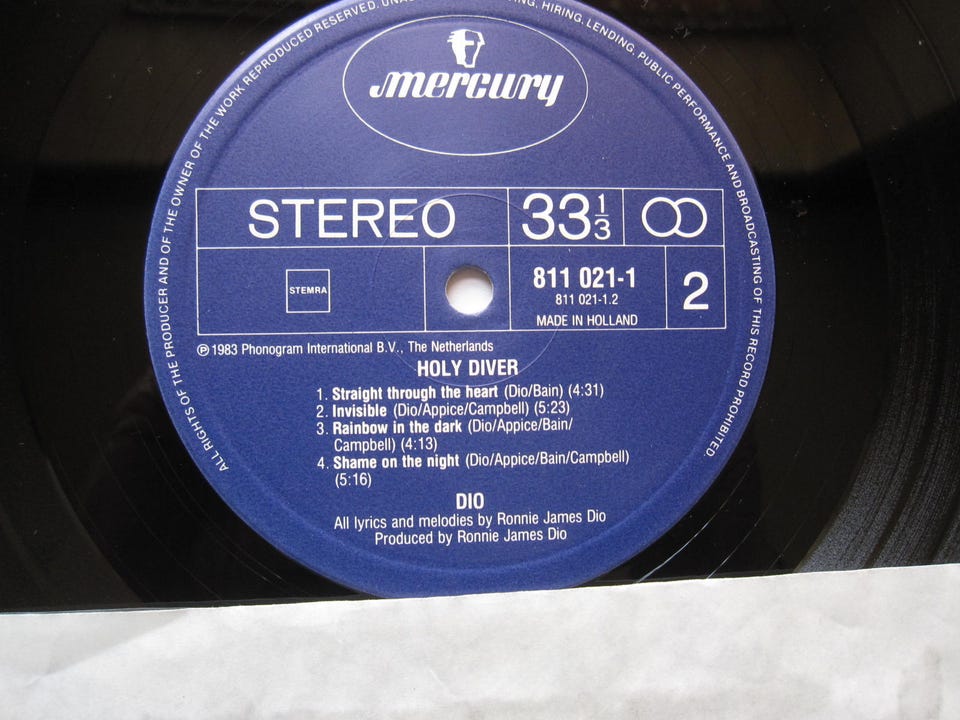 ALL RIGHTS OF THE PRODUCER AND OF THE OWNER OF THE WORK REPRODUCED RESERVED. HIRING, LENDING, PUBLIC PERFORMANCE AND BROADCASTING OF THIS RECORD PROHIBITED
mercury
STEREO 33 1/3
STEMRA
811 021-1
811 021-1.2
MADE IN HOLLAND
2
℗ 1983 Phonogram International B.V., The Netherlands
HOLY DIVER
1. Straight through the heart (Dio/Bain) (4:31)
2. Invisible (Dio/Appice/Campbell) (5:23)
3. Rainbow in the dark (Dio/Appice/Bain/
Campbell) (4:13)
4. Shame on the night (Dio/Appice/Bain/Campbell)
(5:16)
DIO
All lyrics and melodies by Ronnie James Dio
Produced by Ronnie James Dio